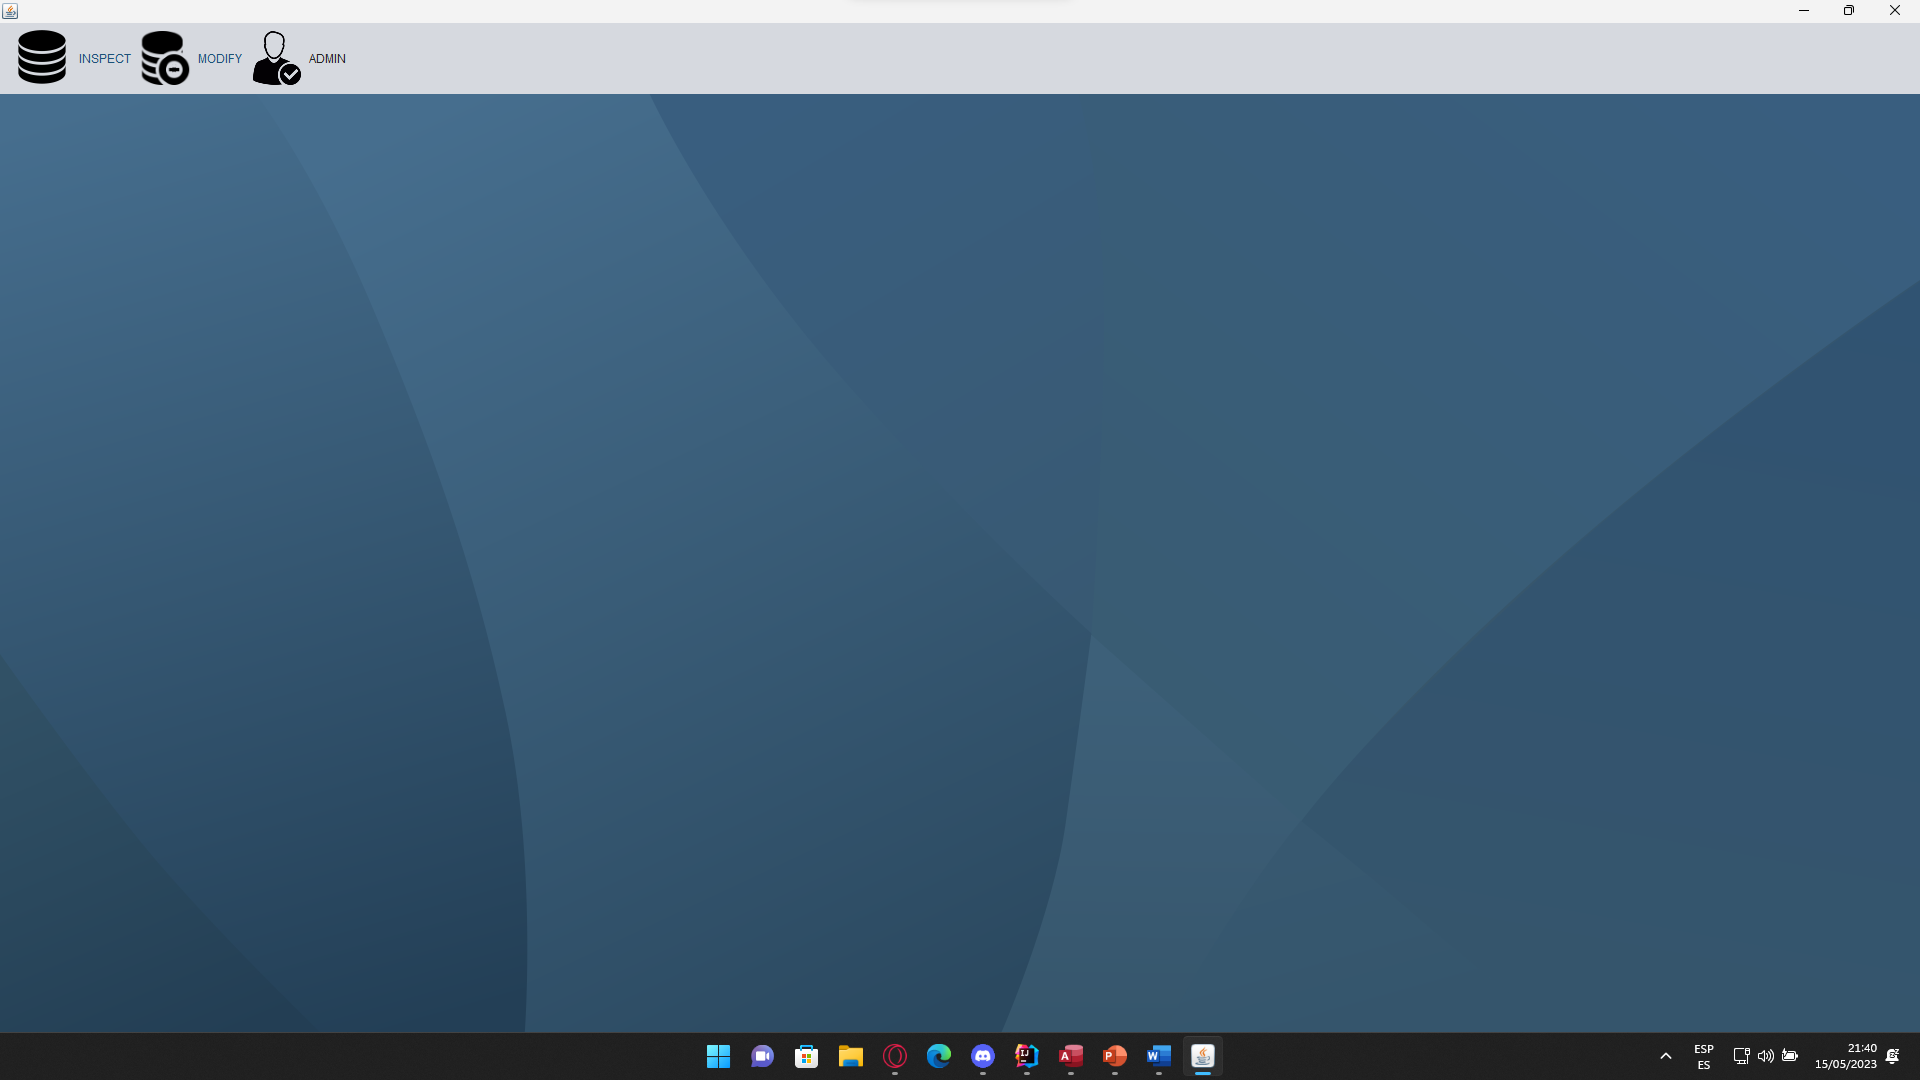 INSPECT MODIFY ADMIN
ESP
ES
21:40
15/05/2023